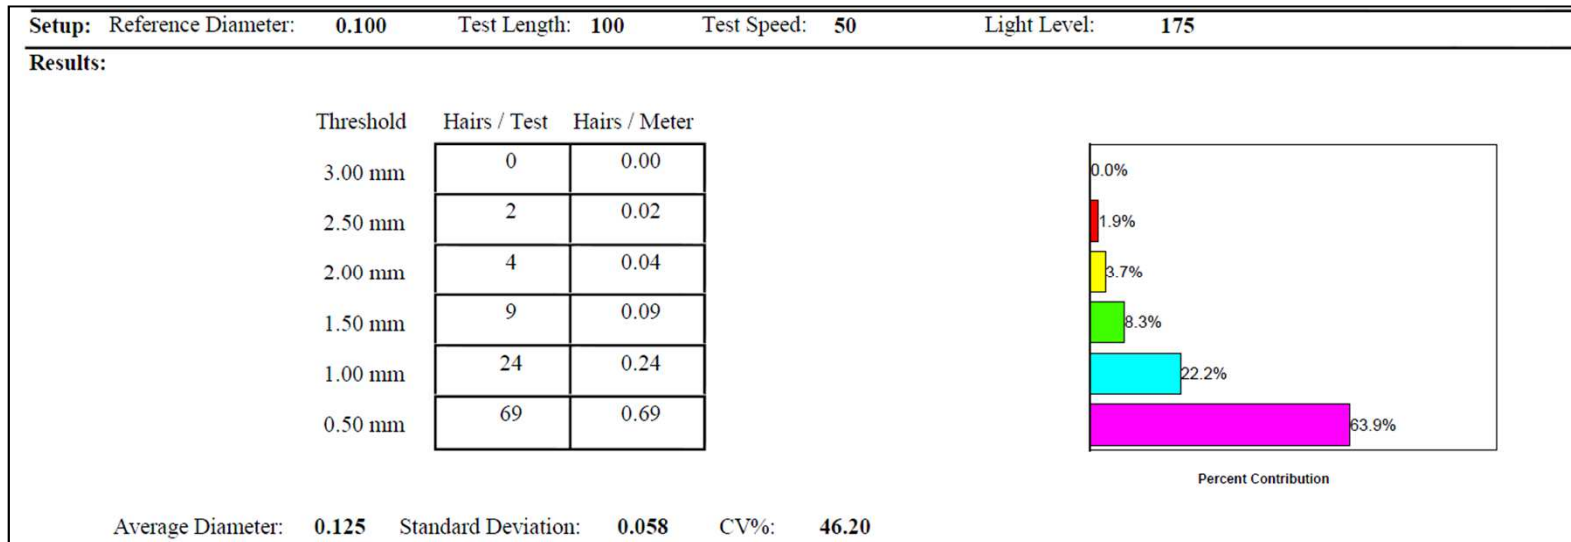 Setup: Reference Diameter: 0.100 Test Length: 100 Test Speed: 50 Light Level: 175
Results:
Threshold Hairs / Test Hairs / Meter
3.00 mm 0 0.00 0.0%
2.50 mm 2 0.02 1.9%
2.00 mm 4 0.04 3.7%
1.50 mm 9 0.09 8.3%
1.00 mm 24 0.24 22.2%
0.50 mm 69 0.69 63.9%
Percent Contribution
Average Diameter: 0.125 Standard Deviation: 0.058 CV%: 46.20